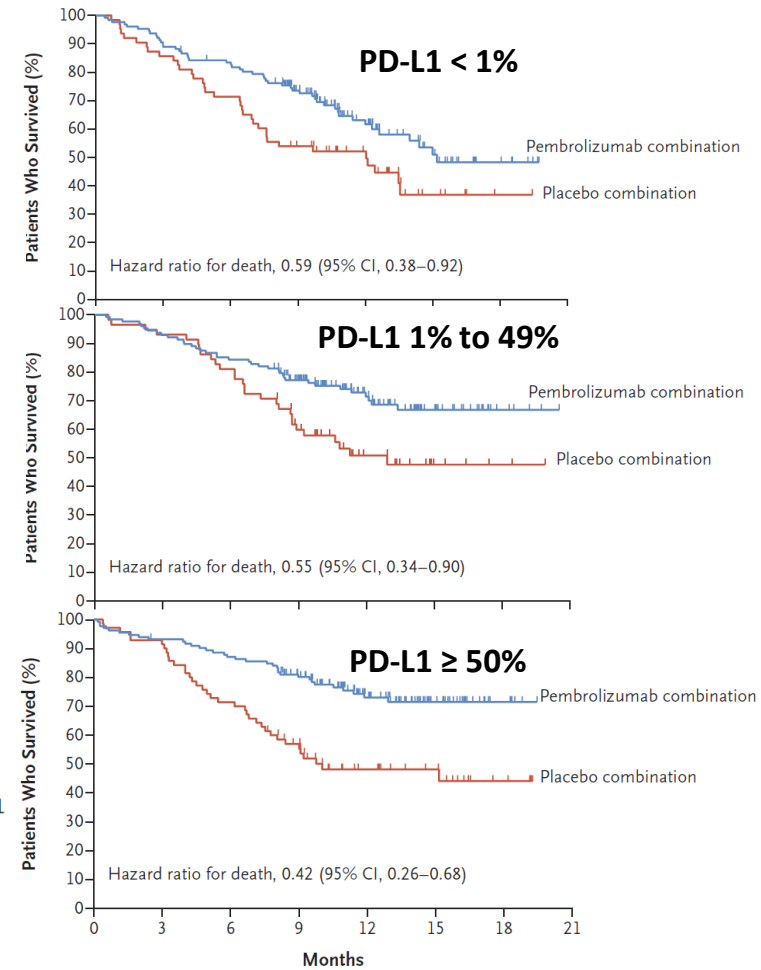 Patients Who Survived (%)
100
90
80
70
60
50
40
30
20
10
0
PD-L1 < 1%
Pembrolizumab combination
Placebo combination
Hazard ratio for death, 0.59 (95% CI, 0.38–0.92)
Patients Who Survived (%)
100
90
80
70
60
50
40
30
20
10
0
PD-L1 1% to 49%
Pembrolizumab combination
Placebo combination
Hazard ratio for death, 0.55 (95% CI, 0.34–0.90)
Patients Who Survived (%)
100
90
80
70
60
50
40
30
20
10
0
PD-L1 ≥ 50%
Pembrolizumab combination
Placebo combination
Hazard ratio for death, 0.42 (95% CI, 0.26–0.68)
0 3 6 9 12 15 18 21
Months